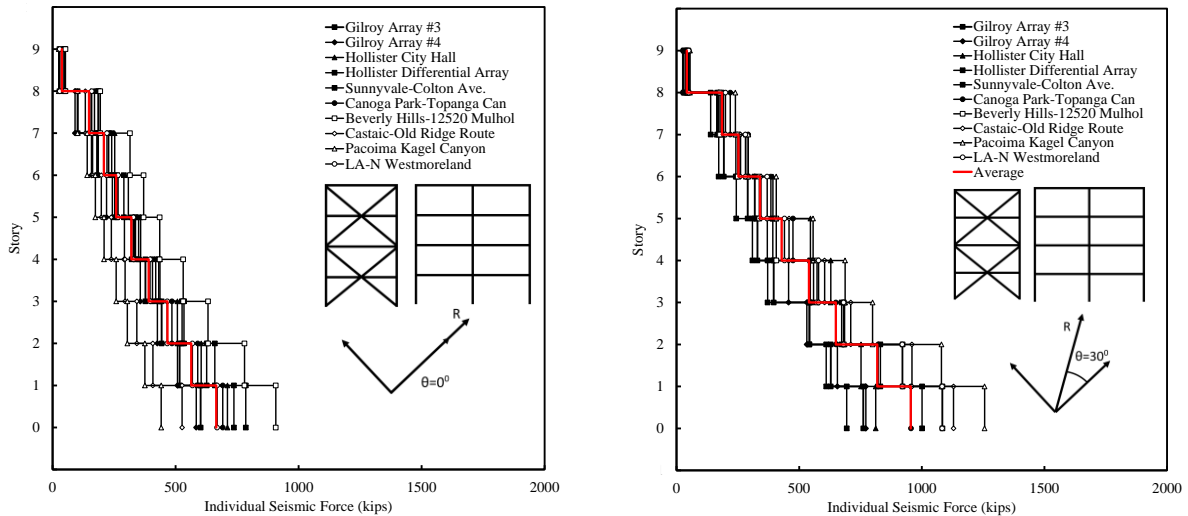 Gilroy Array #3
Gilroy Array #4
Hollister City Hall
Hollister Differential Array
Sunnyvale-Colton Ave.
Canoga Park-Topanga Can
Beverly Hills-12520 Mulhol
Castaic-Old Ridge Route
Pacoima Kagel Canyon
LA-N Westmoreland
9
8
7
6
5
4
3
2
1
0
Story
R
θ=0⁰
0
500
1000
1500
2000
Individual Seismic Force (kips)
Gilroy Array #3
Gilroy Array #4
Hollister City Hall
Hollister Differential Array
Sunnyvale-Colton Ave.
Canoga Park-Topanga Can
Beverly Hills-12520 Mulhol
Castaic-Old Ridge Route
Pacoima Kagel Canyon
LA-N Westmoreland
Average
9
8
7
6
5
4
3
2
1
0
Story
R
θ=30⁰
0
500
1000
1500
2000
Individual Seismic Force (kips)